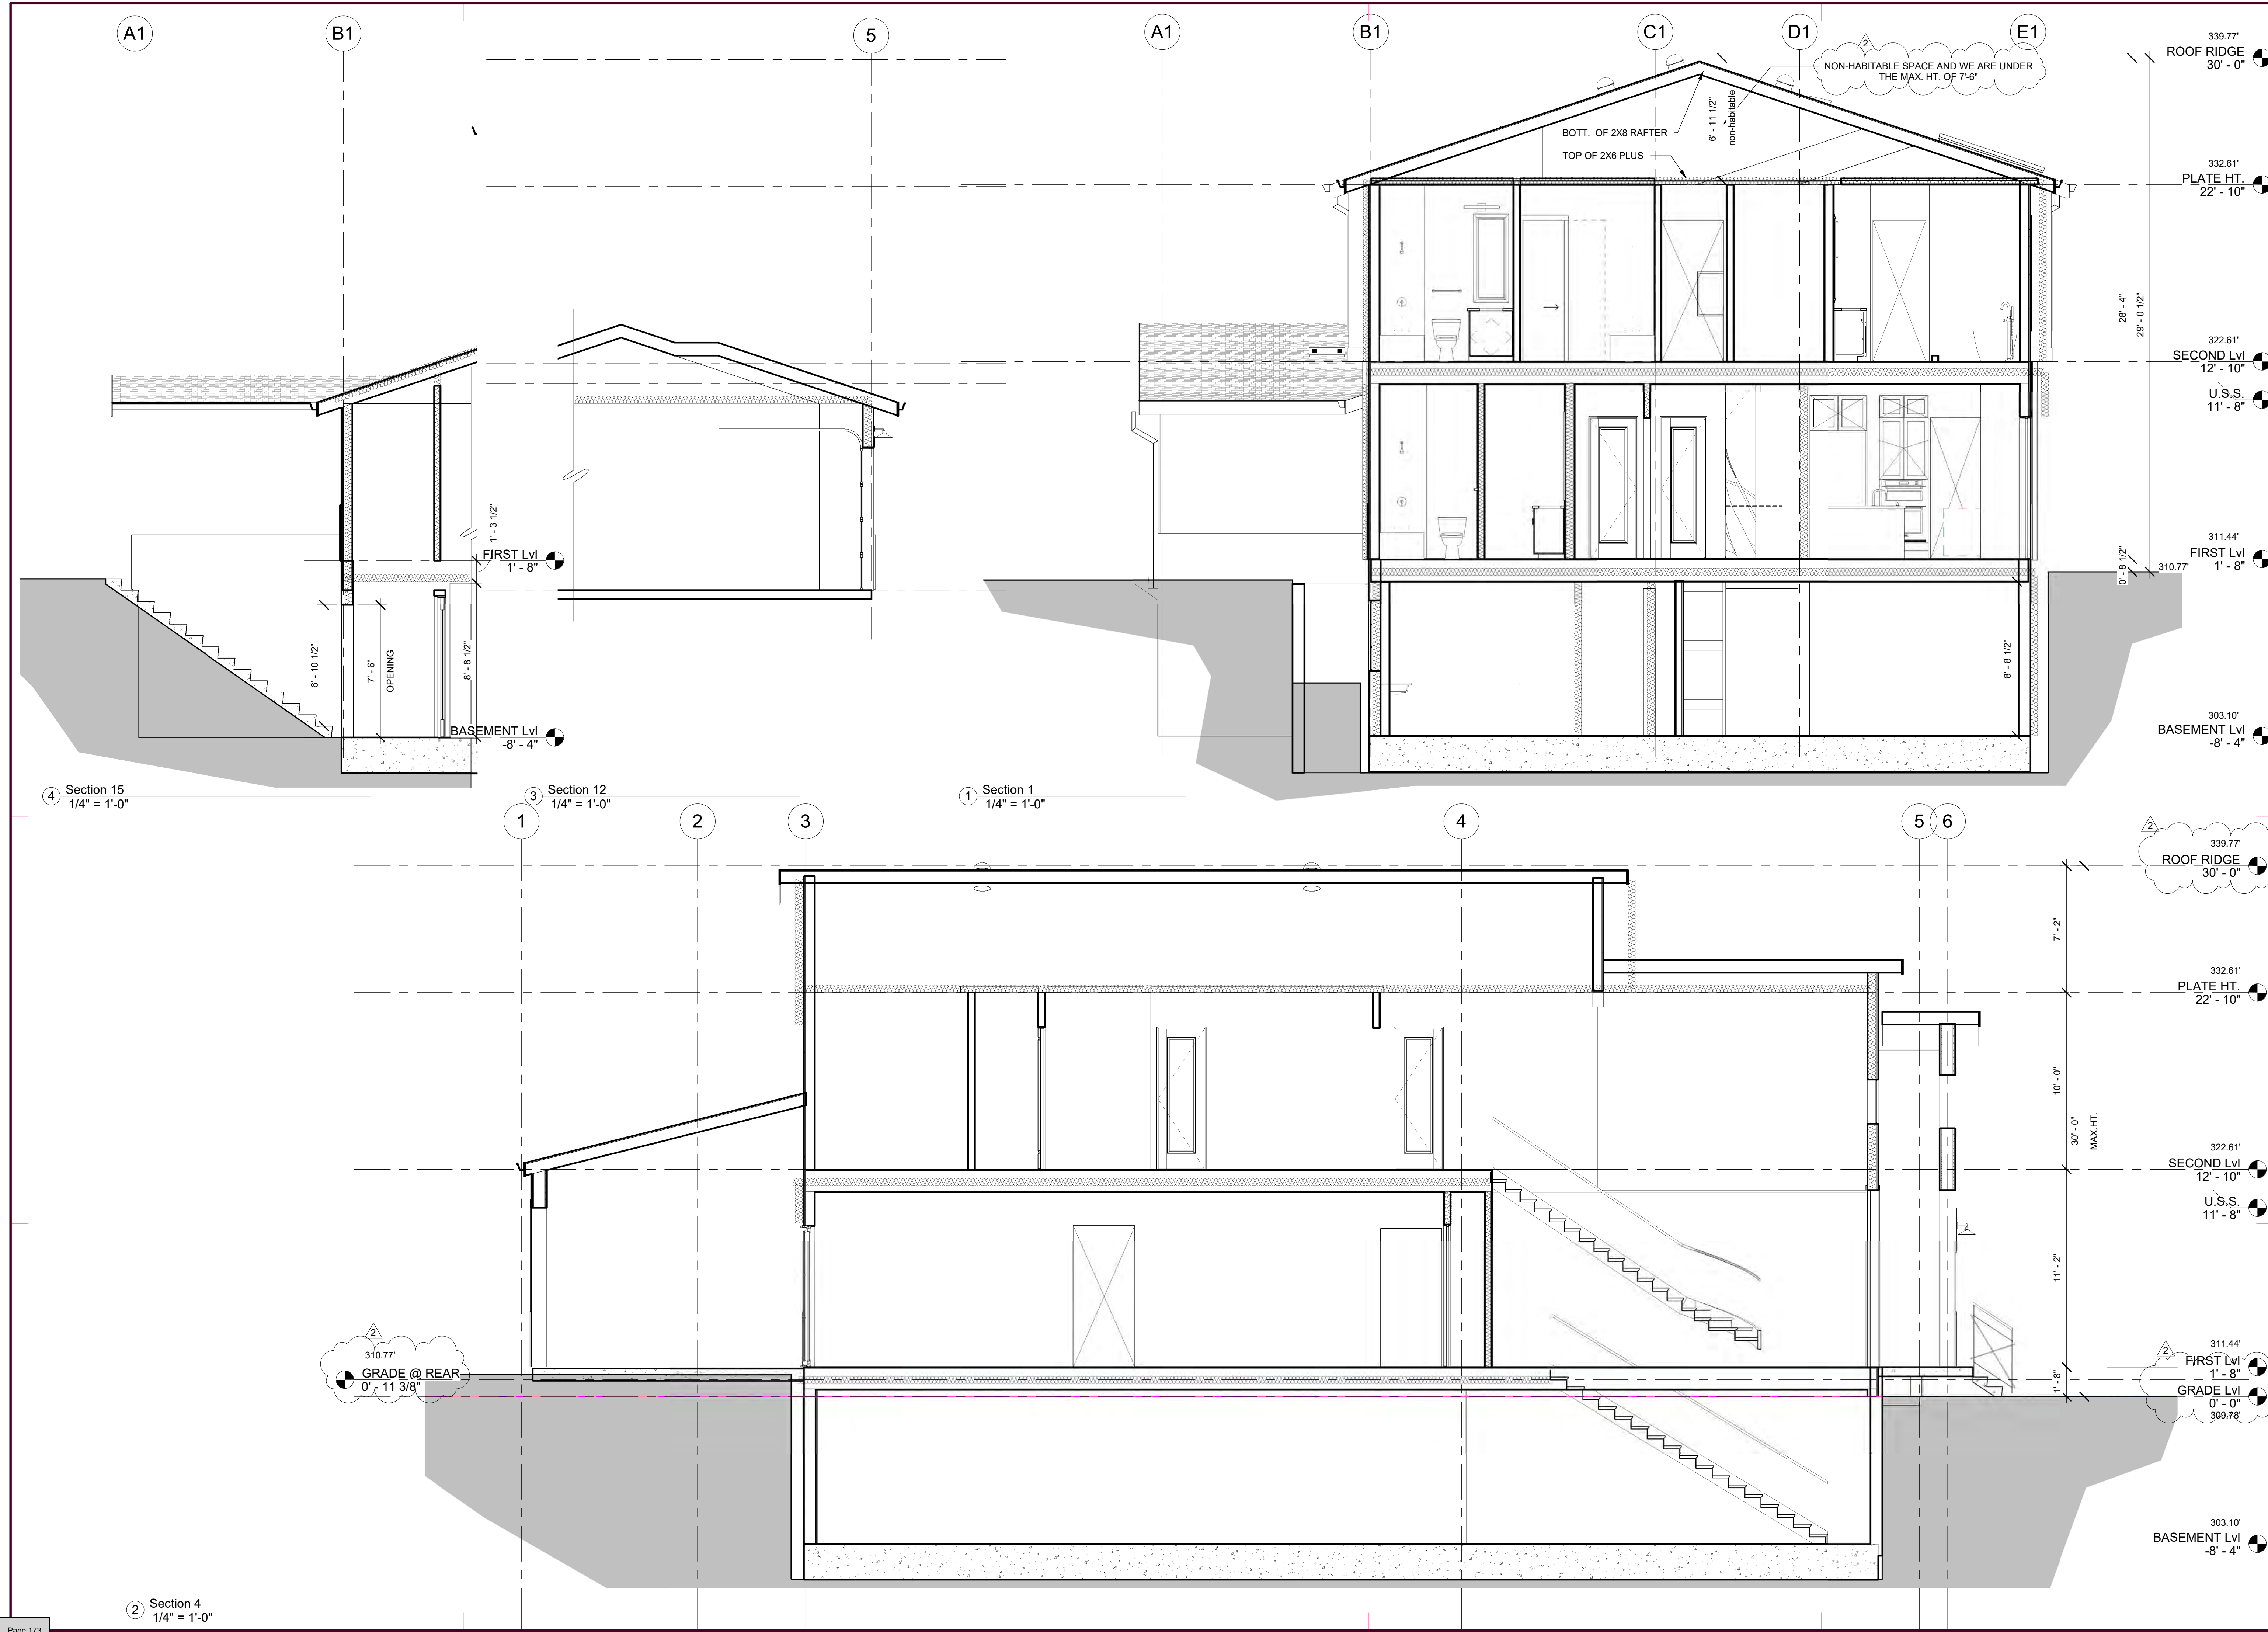 A1
B1
5
1' - 3 1/2"
FIRST Lvl
1' - 8"
6' - 10 1/2"
7' - 6"
OPENING
8' - 8 1/2"
BASEMENT Lvl
-8' - 4"
4
Section 15
1/4" = 1'-0"
3
Section 12
1/4" = 1'-0"
A1
B1
C1
D1
E1
2
NON-HABITABLE SPACE AND WE ARE UNDER
THE MAX. HT. OF 7'-6"
6' - 11 1/2"
non-habitable
BOTT. OF 2X8 RAFTER
TOP OF 2X6 PLUS
28' - 4"
29' - 0 1/2"
0' - 8 1/2"
8' - 8 1/2"
339.77'
ROOF RIDGE
30' - 0"
332.61'
PLATE HT.
22' - 10"
322.61'
SECOND Lvl
12' - 10"
U.S.S.
11' - 8"
311.44'
FIRST Lvl
1' - 8"
310.77'
303.10'
BASEMENT Lvl
-8' - 4"
1
Section 1
1/4" = 1'-0"
1
2
3
4
5
6
2
339.77'
ROOF RIDGE
30' - 0"
7' - 2"
332.61'
PLATE HT.
22' - 10"
10' - 0"
30' - 0"
MAX.HT.
322.61'
SECOND Lvl
12' - 10"
U.S.S.
11' - 8"
11' - 2"
2
310.77'
GRADE @ REAR
0' - 11 3/8"
2
311.44'
FIRST Lvl
1' - 8"
1' - 8"
GRADE Lvl
0' - 0"
309.78'
303.10'
BASEMENT Lvl
-8' - 4"
2
Section 4
1/4" = 1'-0"
Page 173